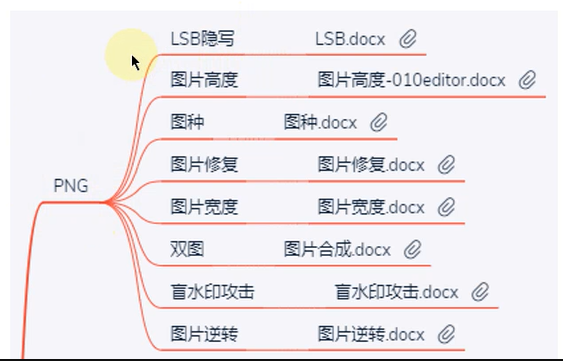 LSB隐写 LSB.docx
图片高度 图片高度-010editor.docx
图种 图种.docx
图片修复 图片修复.docx
PNG
图片宽度 图片宽度.docx
双图 图片合成.docx
盲水印攻击 盲水印攻击.docx
图片逆转 图片逆转.docx